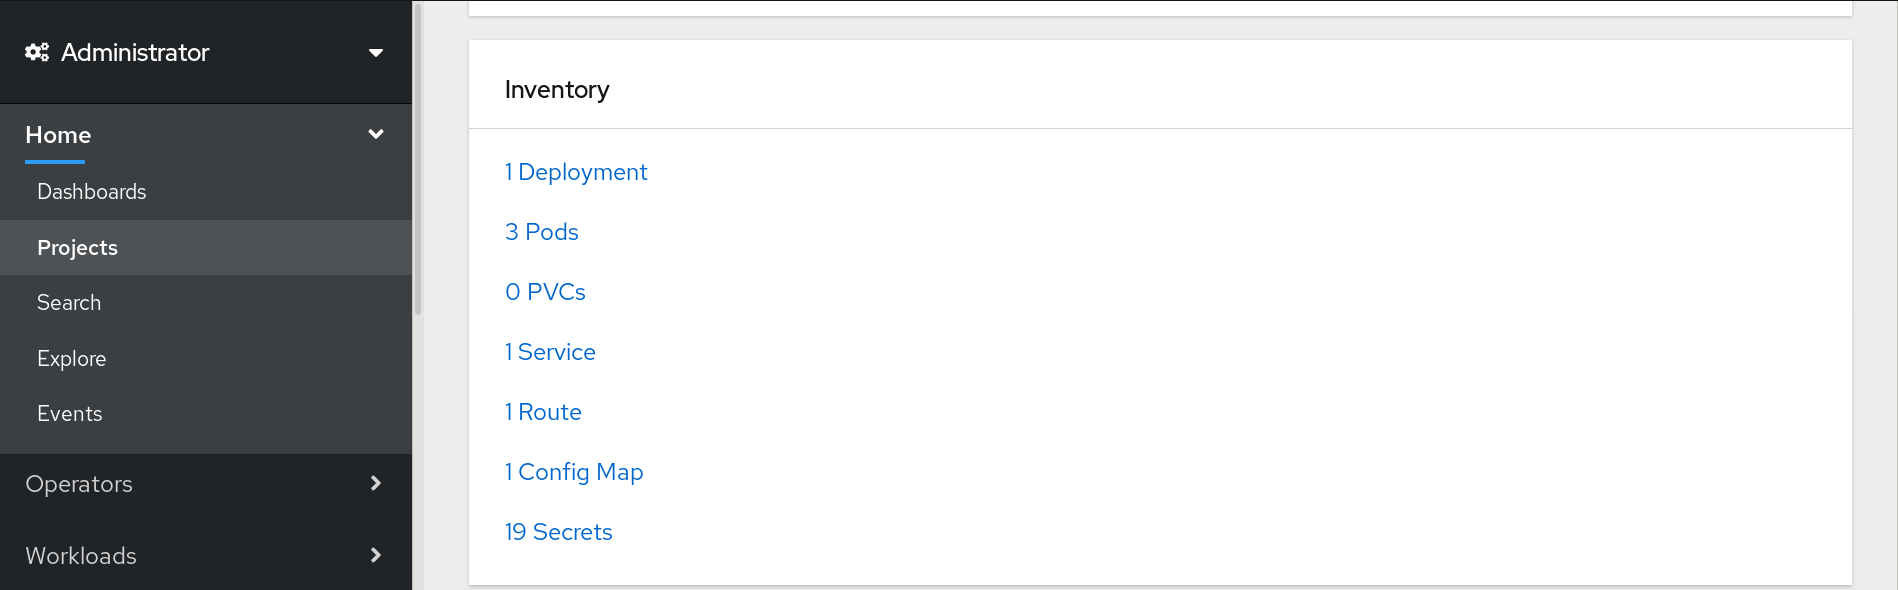 Administrator
Home
Dashboards
Projects
Search
Explore
Events
Operators
Workloads
Inventory
1 Deployment
3 Pods
0 PVCs
1 Service
1 Route
1 Config Map
19 Secrets